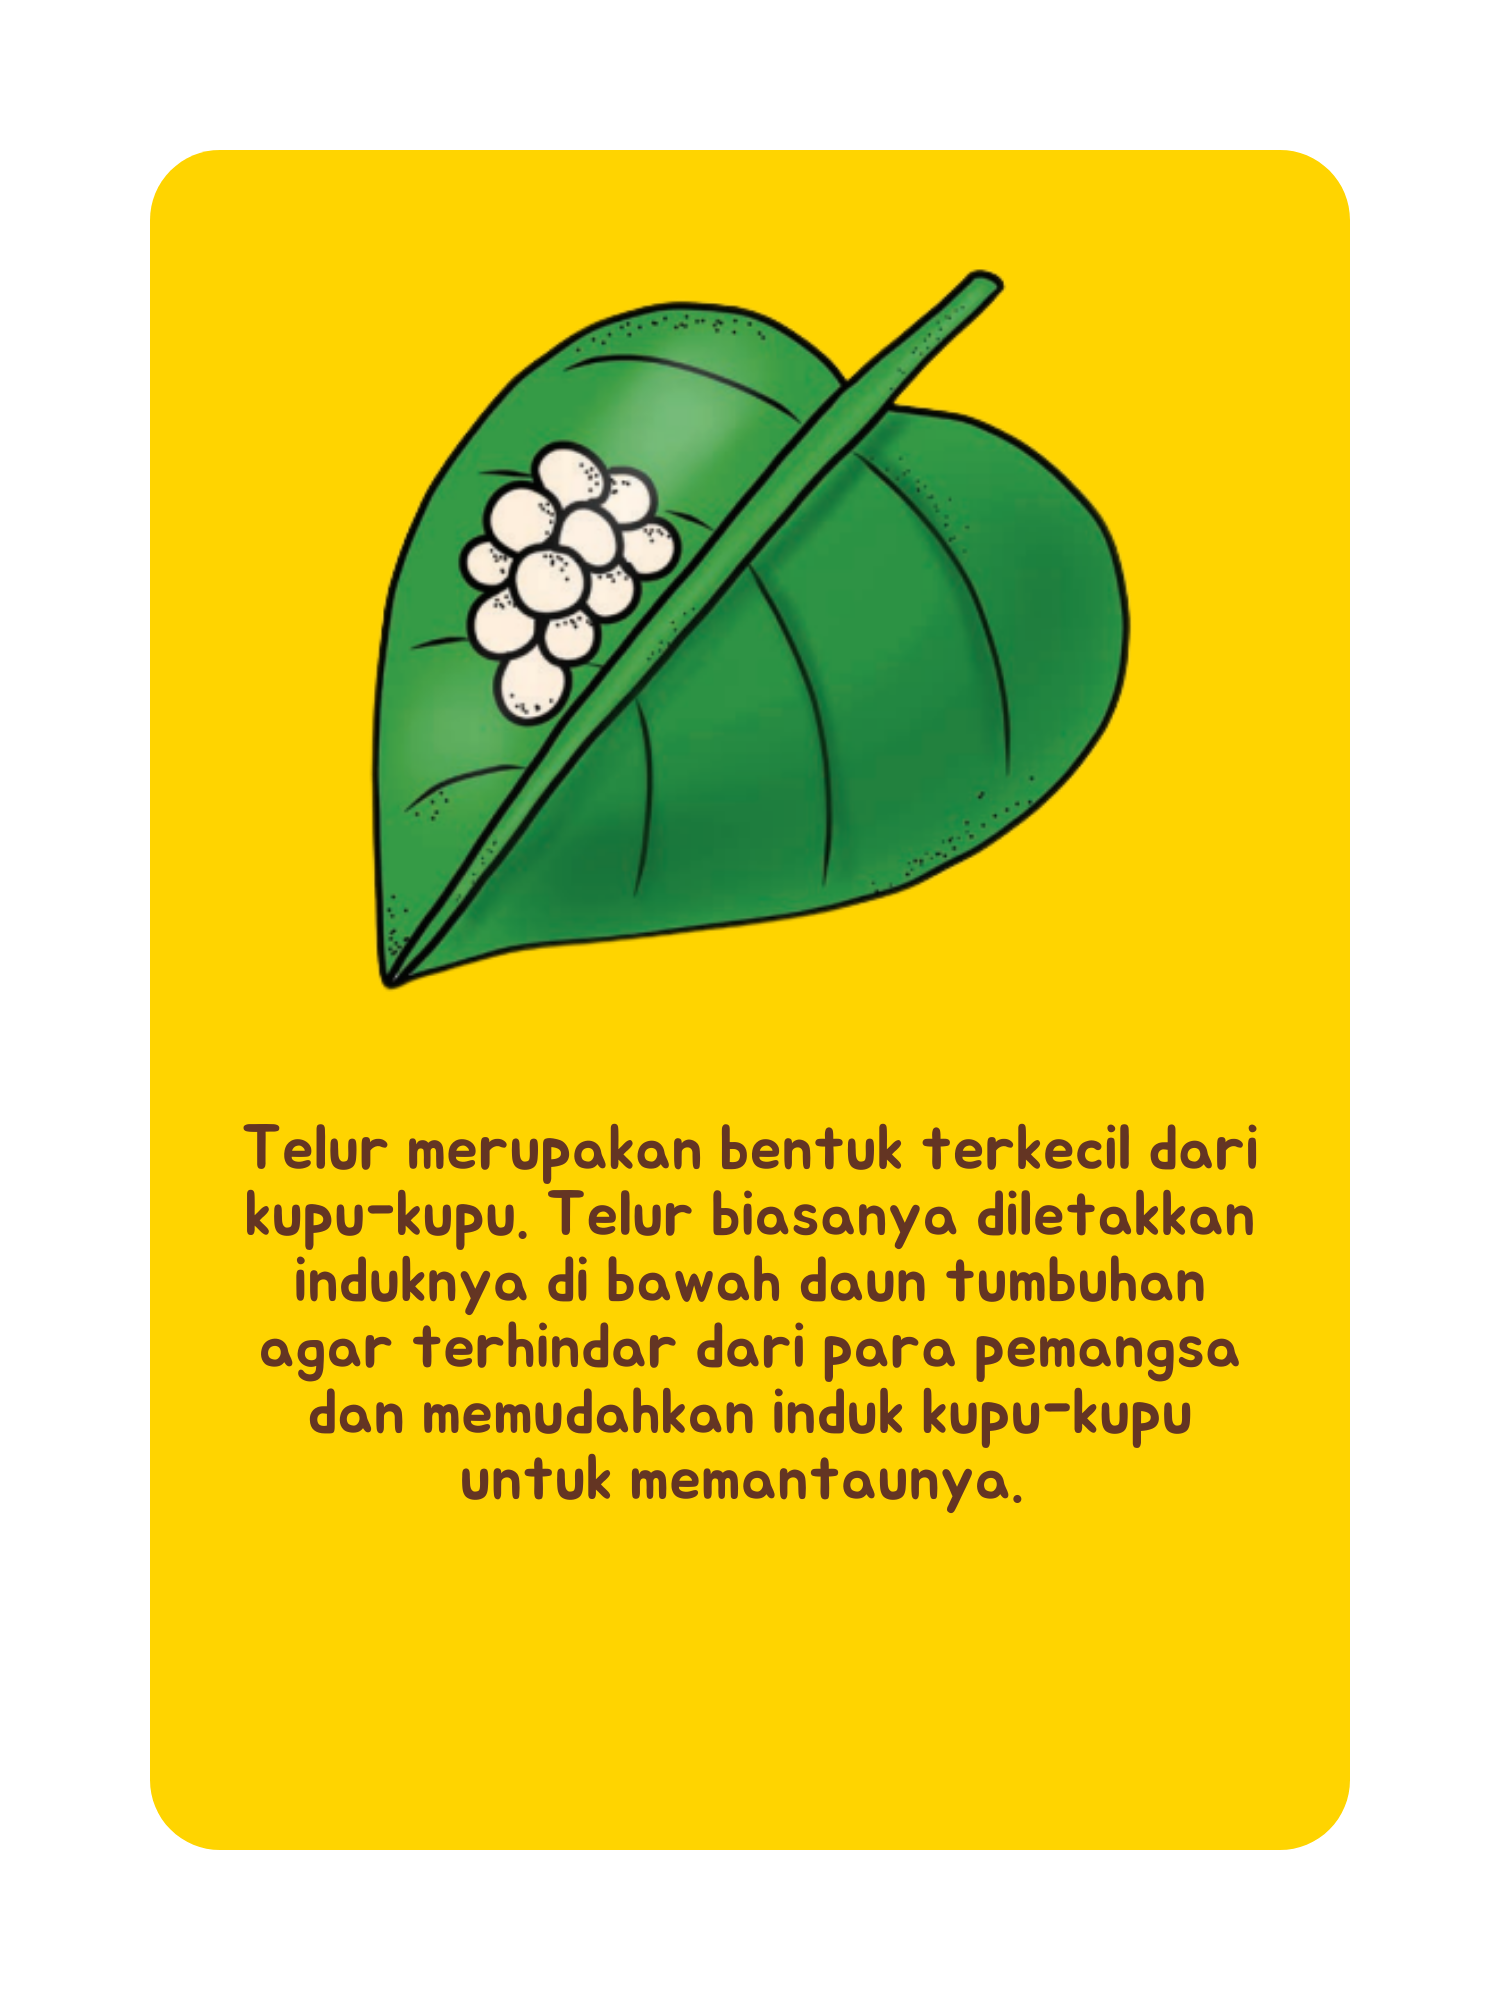 Telur merupakan bentuk terkecil dari
kupu-kupu. Telur biasanya diletakkan
induknya di bawah daun tumbuhan
agar terhindar dari para pemangsa
dan memudahkan induk kupu-kupu
untuk memantaunya.